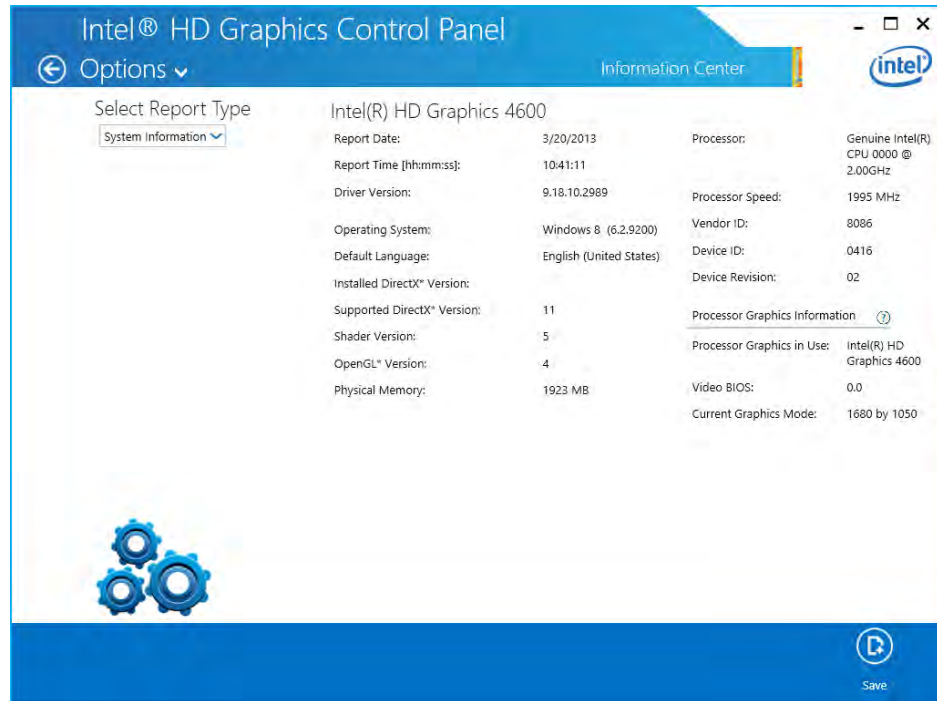 Intel® HD Graphics Control Panel
Options
Information Center
intel
Select Report Type
System Information
Intel(R) HD Graphics 4600
Report Date: 3/20/2013
Report Time [hh:mm:ss]: 10:41:11
Driver Version: 9.18.10.2989
Operating System: Windows 8 (6.2.9200)
Default Language: English (United States)
Installed DirectX* Version:
Supported DirectX* Version: 11
Shader Version: 5
OpenGL* Version: 4
Physical Memory: 1923 MB
Processor: Genuine Intel(R)
CPU 0000 @
2.00GHz
Processor Speed: 1995 MHz
Vendor ID: 8086
Device ID: 0416
Device Revision: 02
Processor Graphics Information ?
Processor Graphics in Use: Intel(R) HD
Graphics 4600
Video BIOS: 0.0
Current Graphics Mode: 1680 by 1050
Save